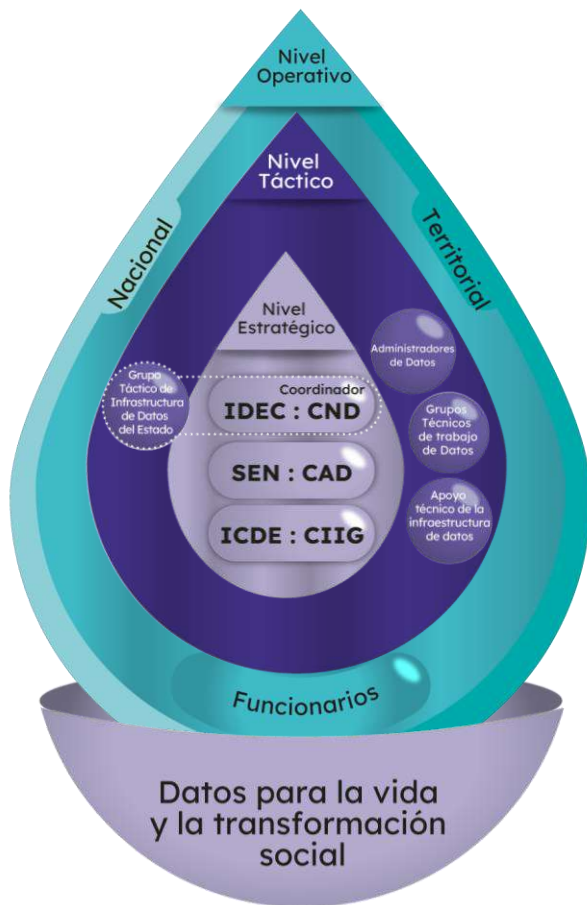 Nivel
Operativo
Nivel
Táctico
Nacional
Territorial
Nivel
Estratégico
Administradores
de Datos
Grupo
Táctico de
Infrastructura
de Datos
del Estado
Coordinador
IDEC : CND
Grupos
Técnicos
de trabajo
de Datos
SEN : CAD
Apoyo
técnico de la
infraestructura
de datos
ICDE : CIIG
Funcionarios
Datos para la vida
y la transformación
social